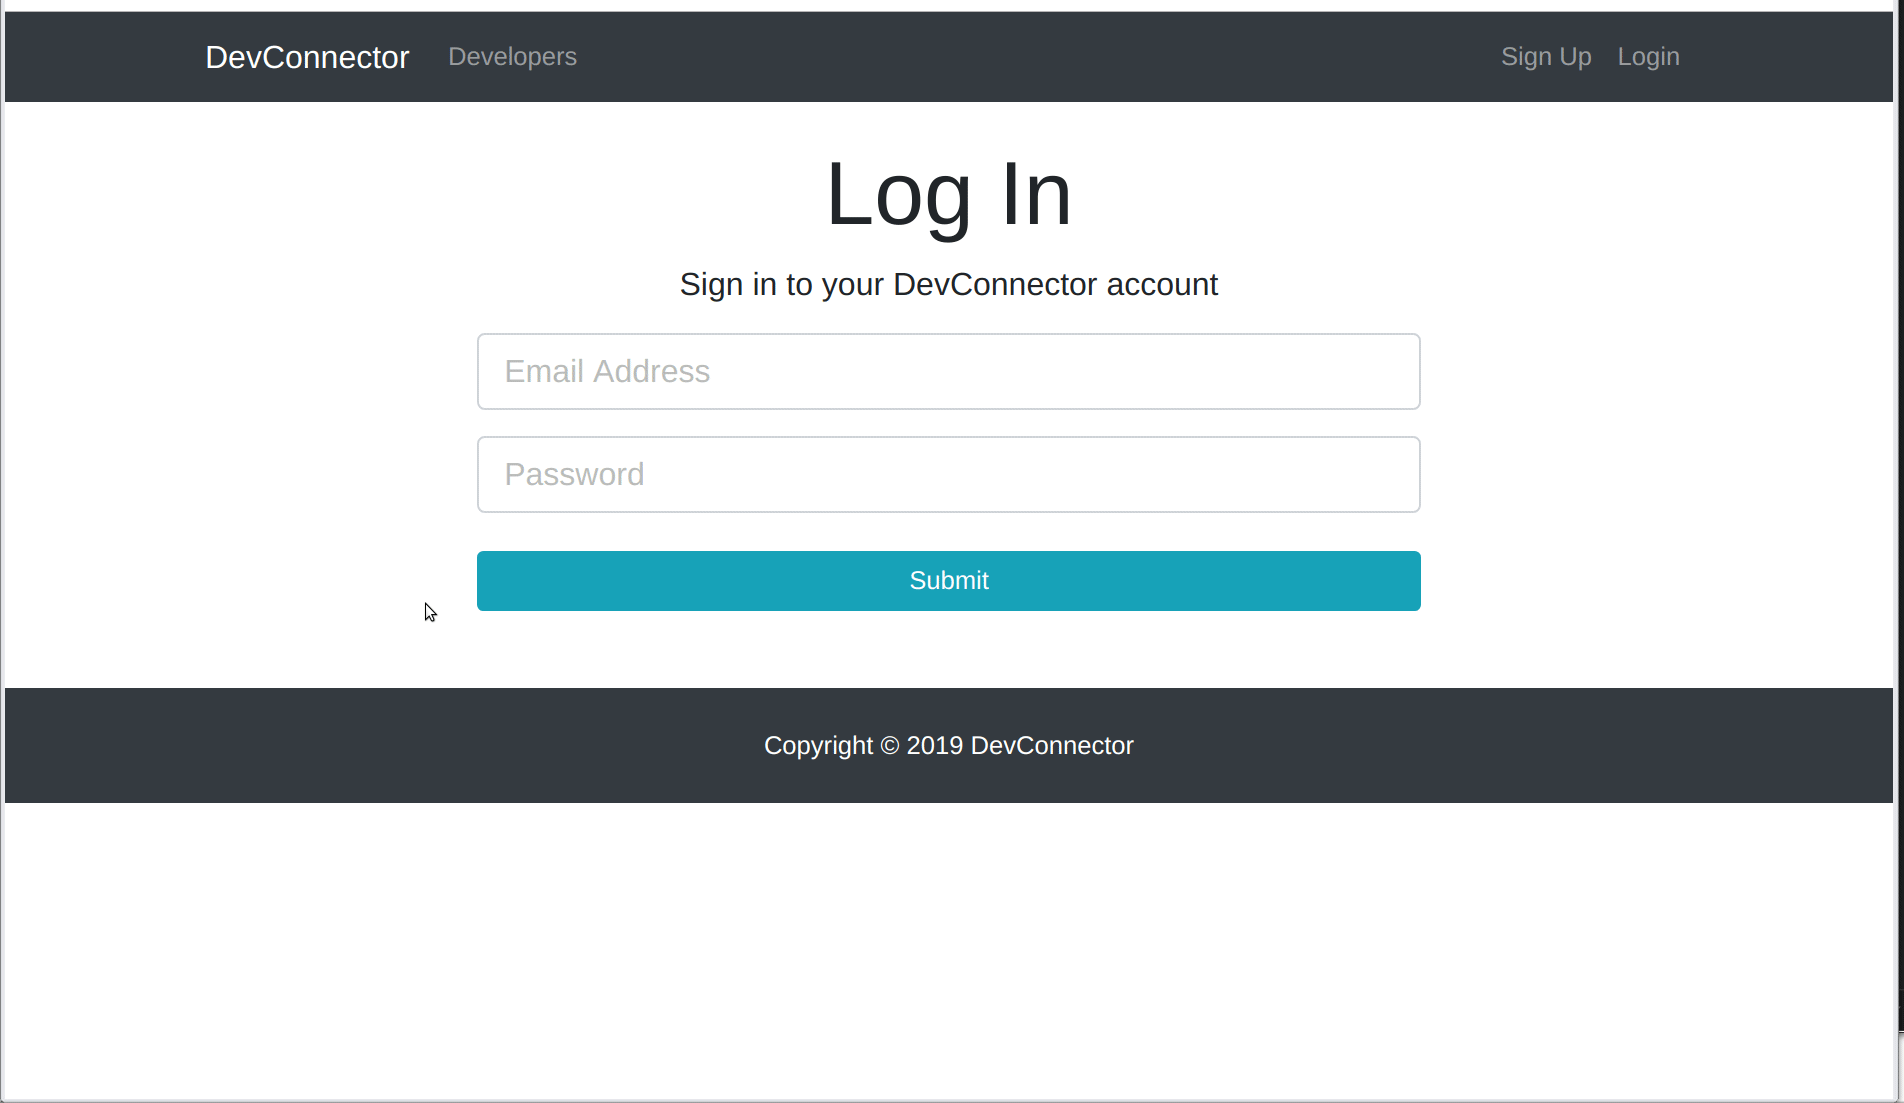 DevConnector Developers Sign Up Login
Log In
Sign in to your DevConnector account
Email Address
Password
Submit
Copyright © 2019 DevConnector